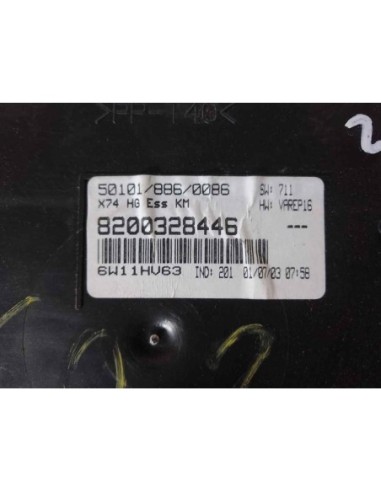 >PP-T40<
2
50101/886/0086 SW: 711
X74 HG Ess KM HW: VAREP16
8200328446 ---
6W11HV63 IND: 201 01/07/03 07:58